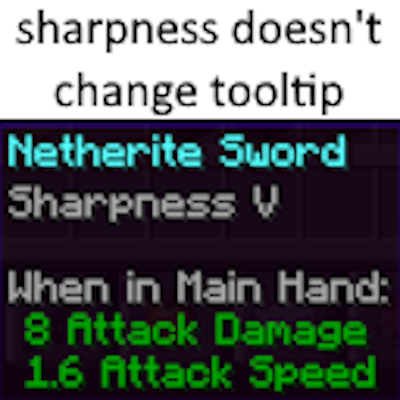 sharpness doesn't
change tooltip
Netherite Sword
Sharpness V
When in Main Hand:
8 Attack Damage
1.6 Attack Speed